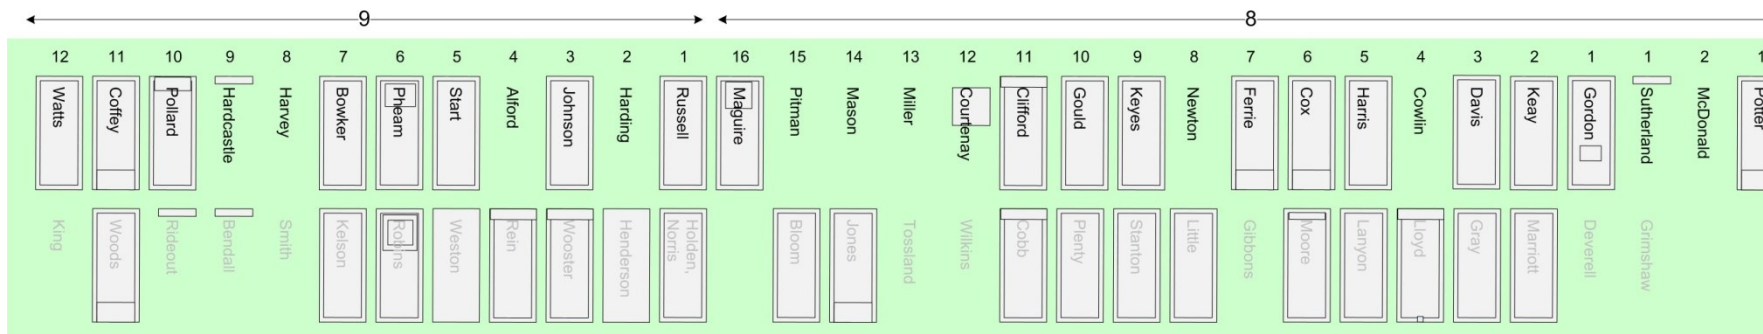 9 8
12 11 10 9 8 7 6 5 4 3 2 1 16 15 14 13 12 11 10 9 8 7 6 5 4 3 2 1 1 2 1
Watts Coffey Pollard Hardcastle Harvey Bowker Pheam Start Alford Johnson Harding Russell Maguire Pitman Mason Miller Courtenay Clifford Gould Keyes Newton Ferrie Cox Harris Cowlin Davis Keay Gordon Sutherland McDonald Potter
King Woods Rideout Bendall Smith Kelson Robins Weston Rein Wooster Henderson Holden, Norris Bloom Jones Tossland Wilkins Cobb Plenty Stanton Little Gibbons Moore Lanyon Lloyd Gray Marriott Deverell Grimshaw